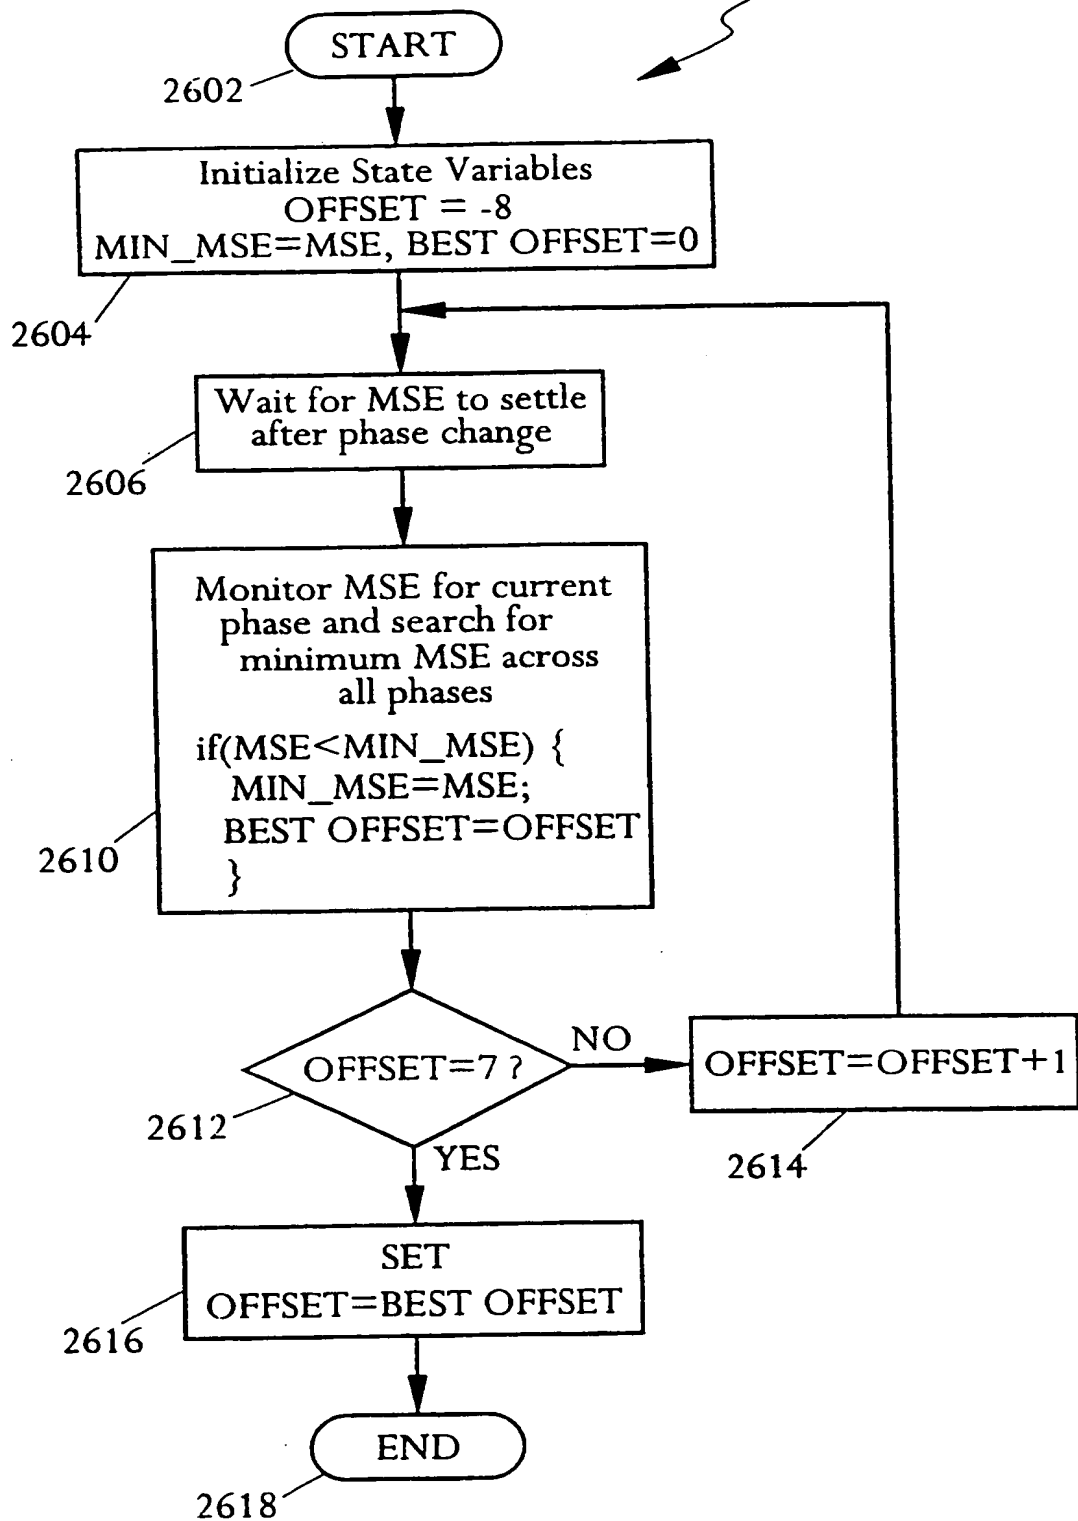 START
2602
Initialize State Variables
OFFSET = -8
MIN_MSE=MSE, BEST OFFSET=0
2604
Wait for MSE to settle
after phase change
2606
Monitor MSE for current
phase and search for
minimum MSE across
all phases
if(MSE<MIN_MSE) {
MIN_MSE=MSE;
BEST OFFSET=OFFSET
}
2610
OFFSET=7 ?
NO
OFFSET=OFFSET+1
2612
YES
2614
SET
OFFSET=BEST OFFSET
2616
END
2618